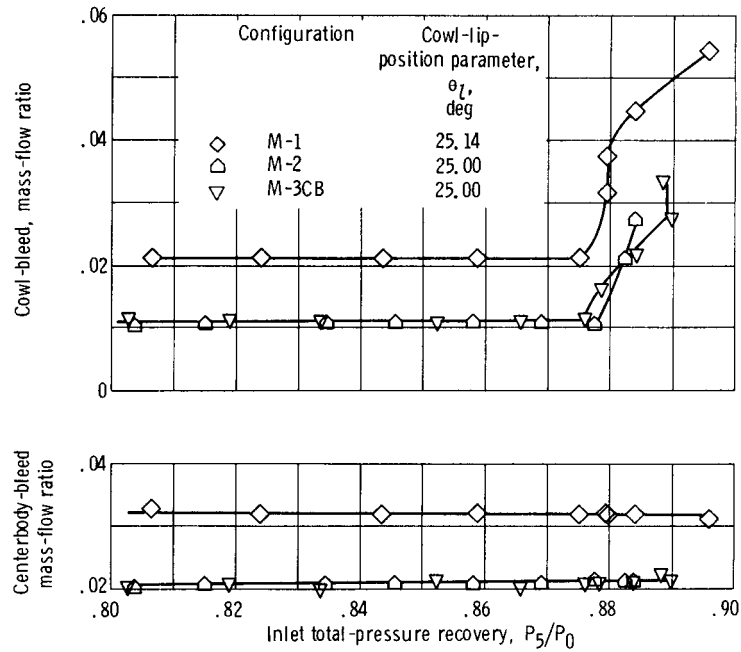 .06
.04
.02
0
Cowl-bleed, mass-flow ratio
Configuration
Cowl-lip-
position parameter,
θl,
deg
M-1 25.14
M-2 25.00
M-3CB 25.00
.04
.02
Centerbody-bleed
mass-flow ratio
.80 .82 .84 .86 .88 .90
Inlet total-pressure recovery, P5/P0